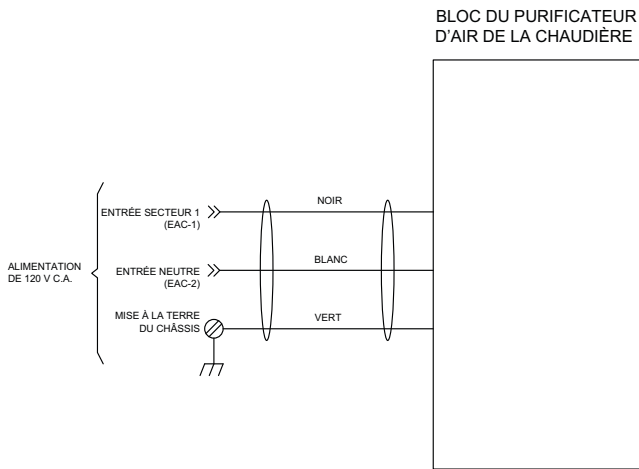 BLOC DU PURIFICATEUR
D'AIR DE LA CHAUDIÈRE
NOIR
ENTRÉE SECTEUR 1
(EAC-1)
BLANC
ALIMENTATION
DE 120 V C.A.
ENTRÉE NEUTRE
(EAC-2)
MISE À LA TERRE
DU CHÂSSIS
VERT